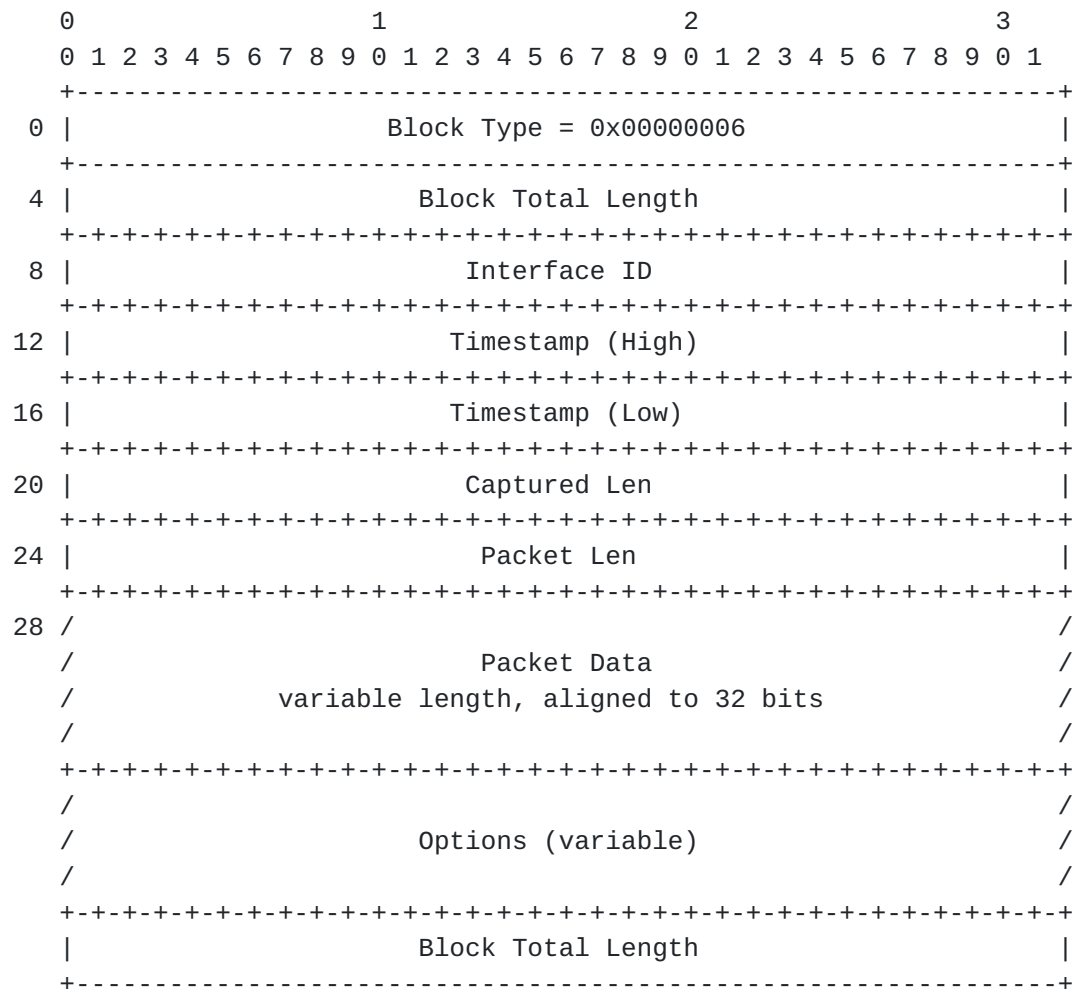 0                   1                   2                   3
    0 1 2 3 4 5 6 7 8 9 0 1 2 3 4 5 6 7 8 9 0 1 2 3 4 5 6 7 8 9 0 1
    +---------------------------------------------------------------+
  0 |                    Block Type = 0x00000006                    |
    +---------------------------------------------------------------+
  4 |                      Block Total Length                       |
    +-+-+-+-+-+-+-+-+-+-+-+-+-+-+-+-+-+-+-+-+-+-+-+-+-+-+-+-+-+-+-+-+
  8 |                         Interface ID                          |
    +-+-+-+-+-+-+-+-+-+-+-+-+-+-+-+-+-+-+-+-+-+-+-+-+-+-+-+-+-+-+-+-+
 12 |                        Timestamp (High)                       |
    +-+-+-+-+-+-+-+-+-+-+-+-+-+-+-+-+-+-+-+-+-+-+-+-+-+-+-+-+-+-+-+-+
 16 |                        Timestamp (Low)                        |
    +-+-+-+-+-+-+-+-+-+-+-+-+-+-+-+-+-+-+-+-+-+-+-+-+-+-+-+-+-+-+-+-+
 20 |                         Captured Len                          |
    +-+-+-+-+-+-+-+-+-+-+-+-+-+-+-+-+-+-+-+-+-+-+-+-+-+-+-+-+-+-+-+-+
 24 |                          Packet Len                           |
    +-+-+-+-+-+-+-+-+-+-+-+-+-+-+-+-+-+-+-+-+-+-+-+-+-+-+-+-+-+-+-+-+
 28 /                                                               /
    /                          Packet Data                          /
    /             variable length, aligned to 32 bits               /
    /                                                               /
    +-+-+-+-+-+-+-+-+-+-+-+-+-+-+-+-+-+-+-+-+-+-+-+-+-+-+-+-+-+-+-+-+
    /                                                               /
    /                      Options (variable)                       /
    /                                                               /
    +-+-+-+-+-+-+-+-+-+-+-+-+-+-+-+-+-+-+-+-+-+-+-+-+-+-+-+-+-+-+-+-+
    |                      Block Total Length                       |
    +---------------------------------------------------------------+